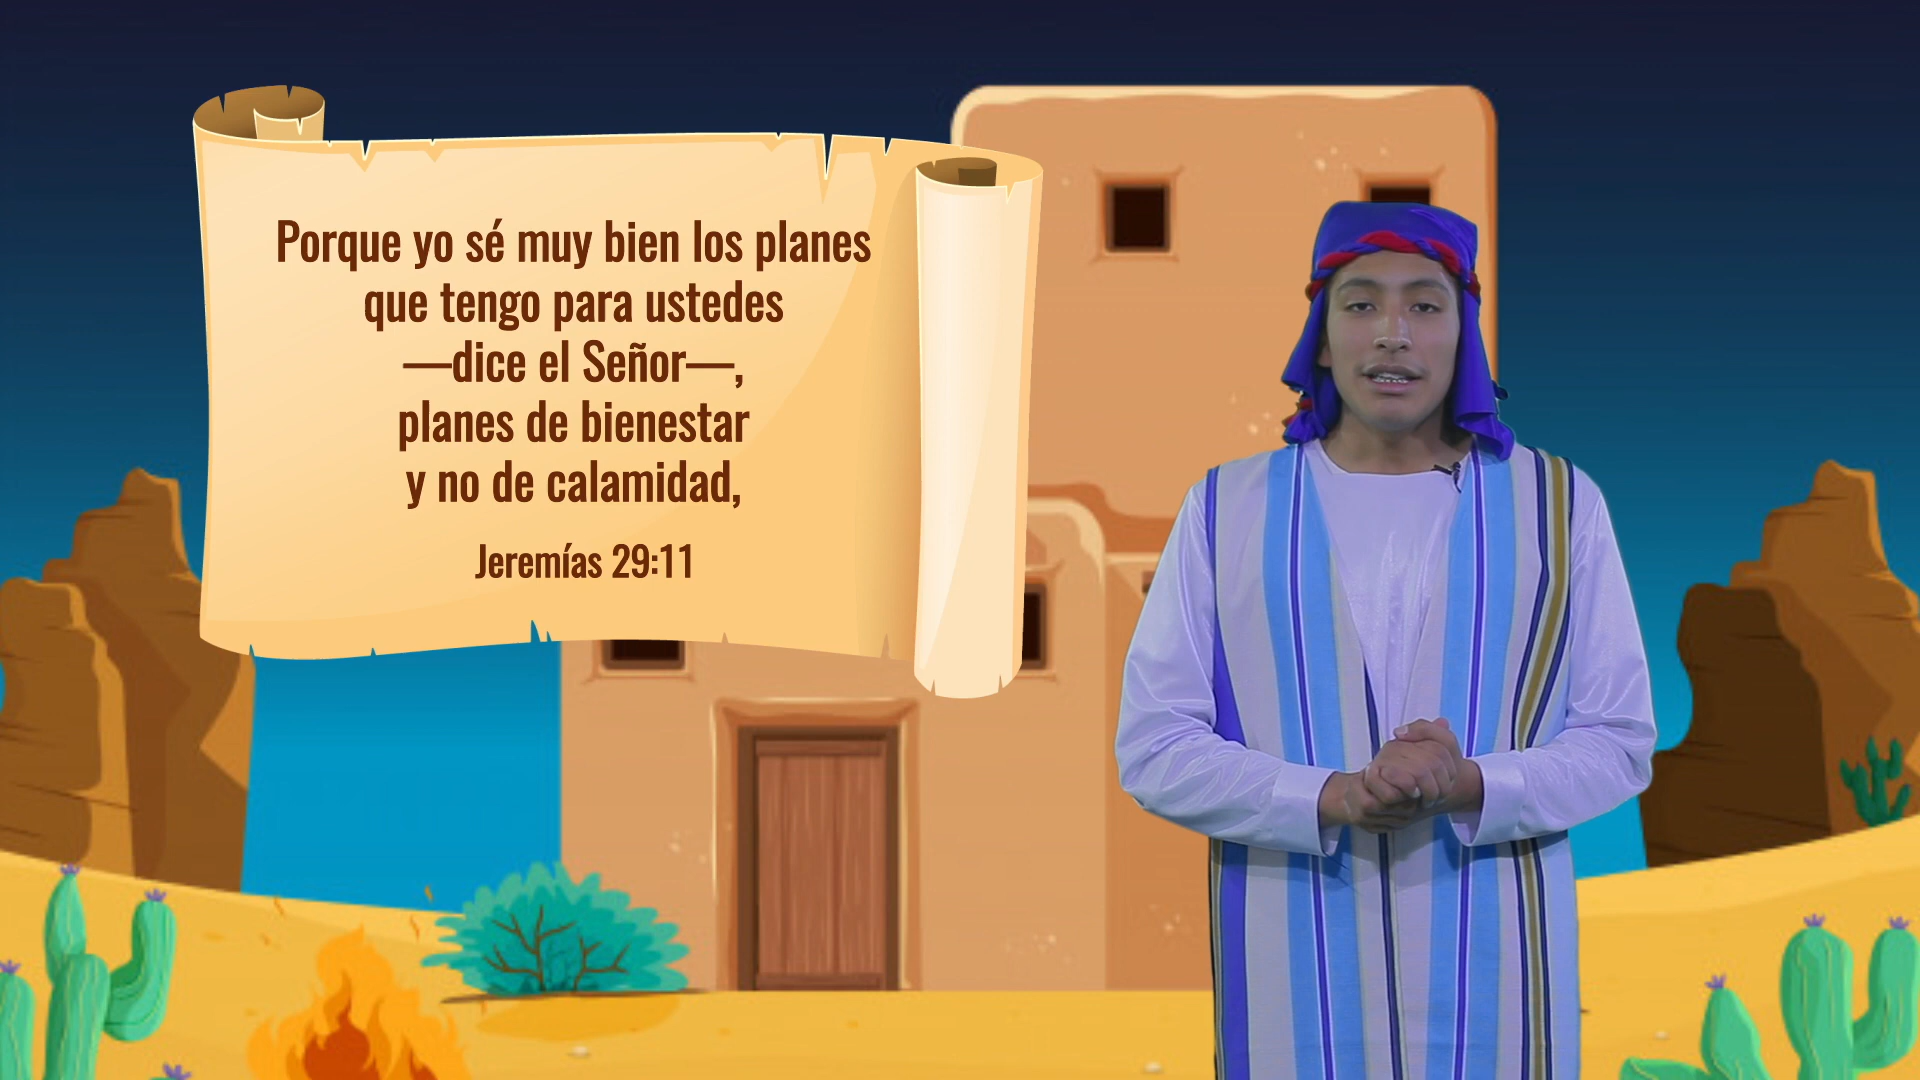 Porque yo sé muy bien los planes
que tengo para ustedes
—dice el Señor—,
planes de bienestar
y no de calamidad,
Jeremías 29:11